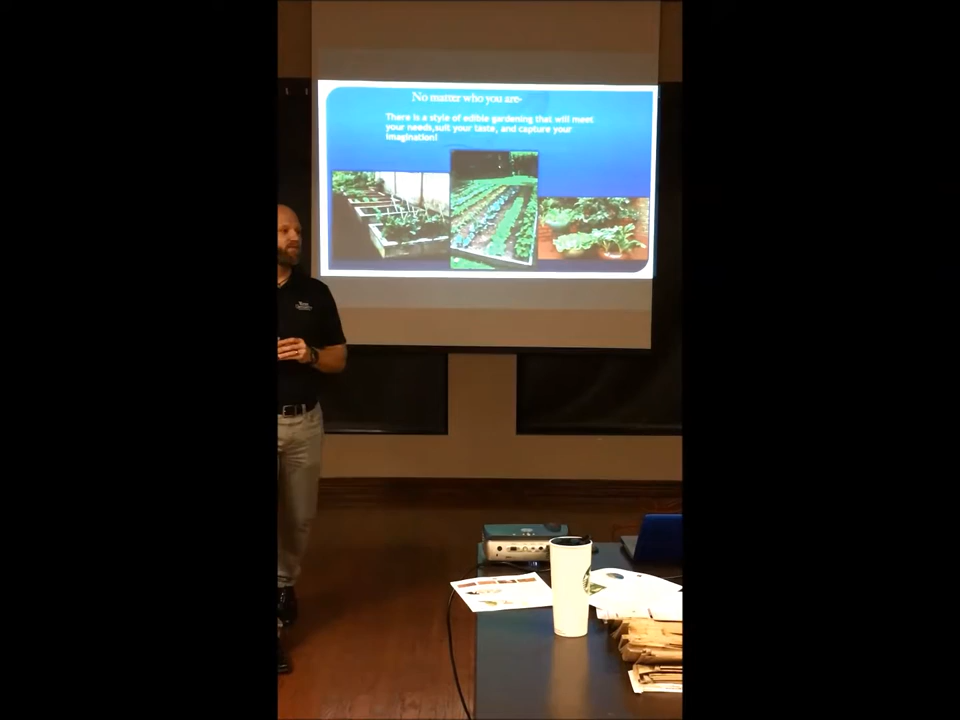 No matter who you are-
There is a style of edible gardening that will meet
your needs,suit your taste, and capture your
imagination!